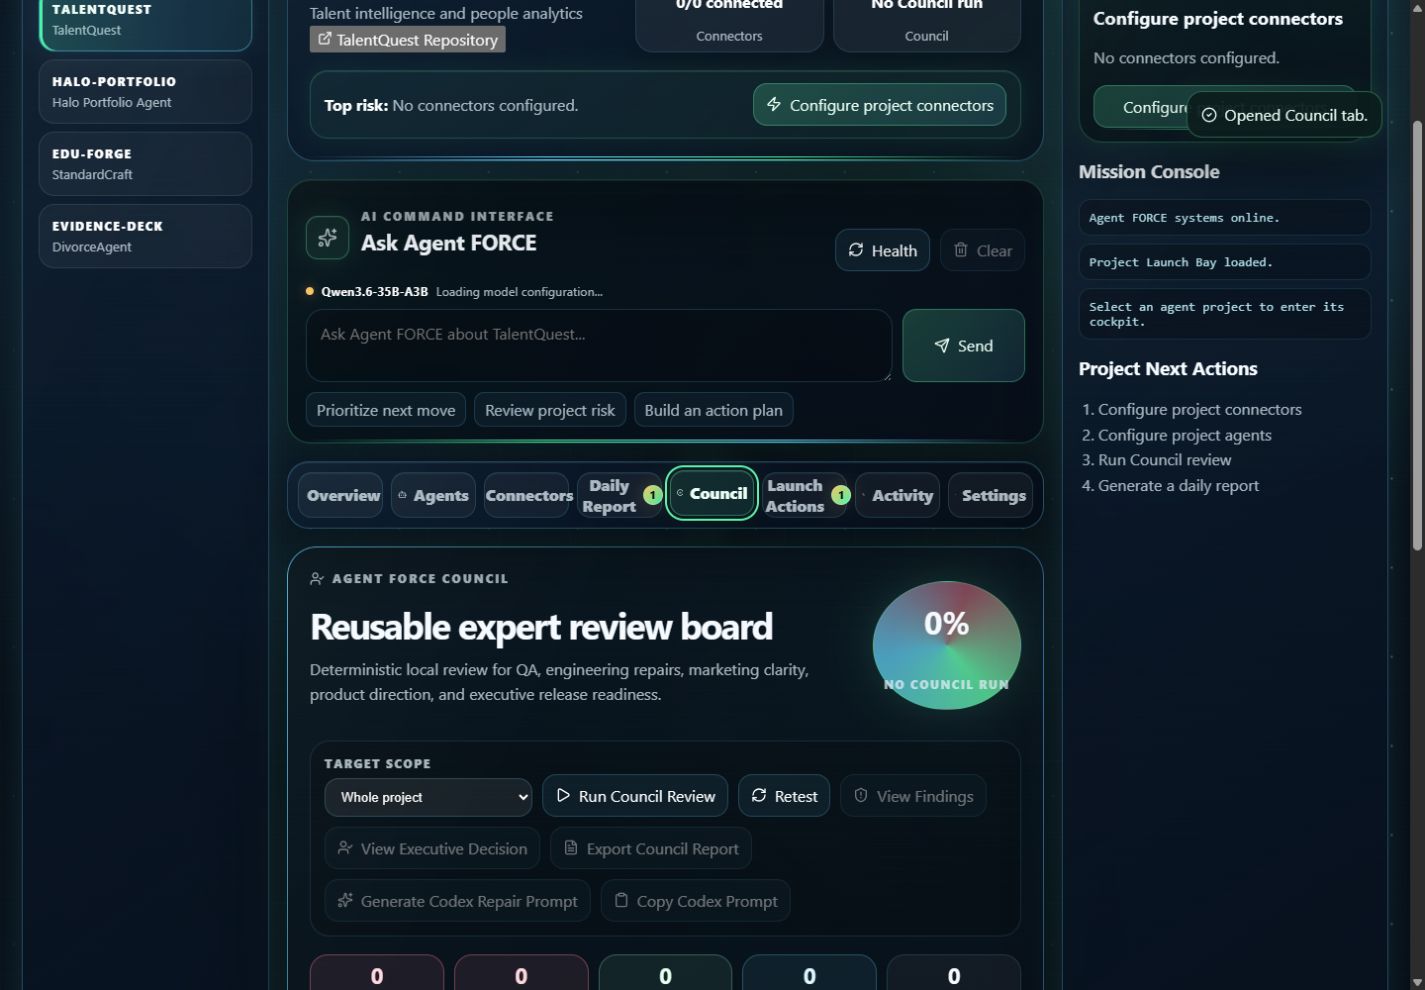 TALENTQUEST
TalentQuest
HALO-PORTFOLIO
Halo Portfolio Agent
EDU-FORGE
StandardCraft
EVIDENCE-DECK
DivorceAgent
Talent intelligence and people analytics
TalentQuest Repository
0/0 connected
Connectors
No Council run
Council
Top risk: No connectors configured.
Configure project connectors
AI COMMAND INTERFACE
Ask Agent FORCE
Health
Clear
Qwen3.6-35B-A3B Loading model configuration...
Ask Agent FORCE about TalentQuest...
Send
Prioritize next move
Review project risk
Build an action plan
Overview
Agents
Connectors
Daily
Report
1
Council
Launch
Actions
1
Activity
Settings
AGENT FORCE COUNCIL
Reusable expert review board
Deterministic local review for QA, engineering repairs, marketing clarity,
product direction, and executive release readiness.
0%
NO COUNCIL RUN
TARGET SCOPE
Whole project
Run Council Review
Retest
View Findings
View Executive Decision
Export Council Report
Generate Codex Repair Prompt
Copy Codex Prompt
0
0
0
0
0
Configure project connectors
No connectors configured.
Configure
Opened Council tab.
Mission Console
Agent FORCE systems online.
Project Launch Bay loaded.
Select an agent project to enter its
cockpit.
Project Next Actions
1. Configure project connectors
2. Configure project agents
3. Run Council review
4. Generate a daily report